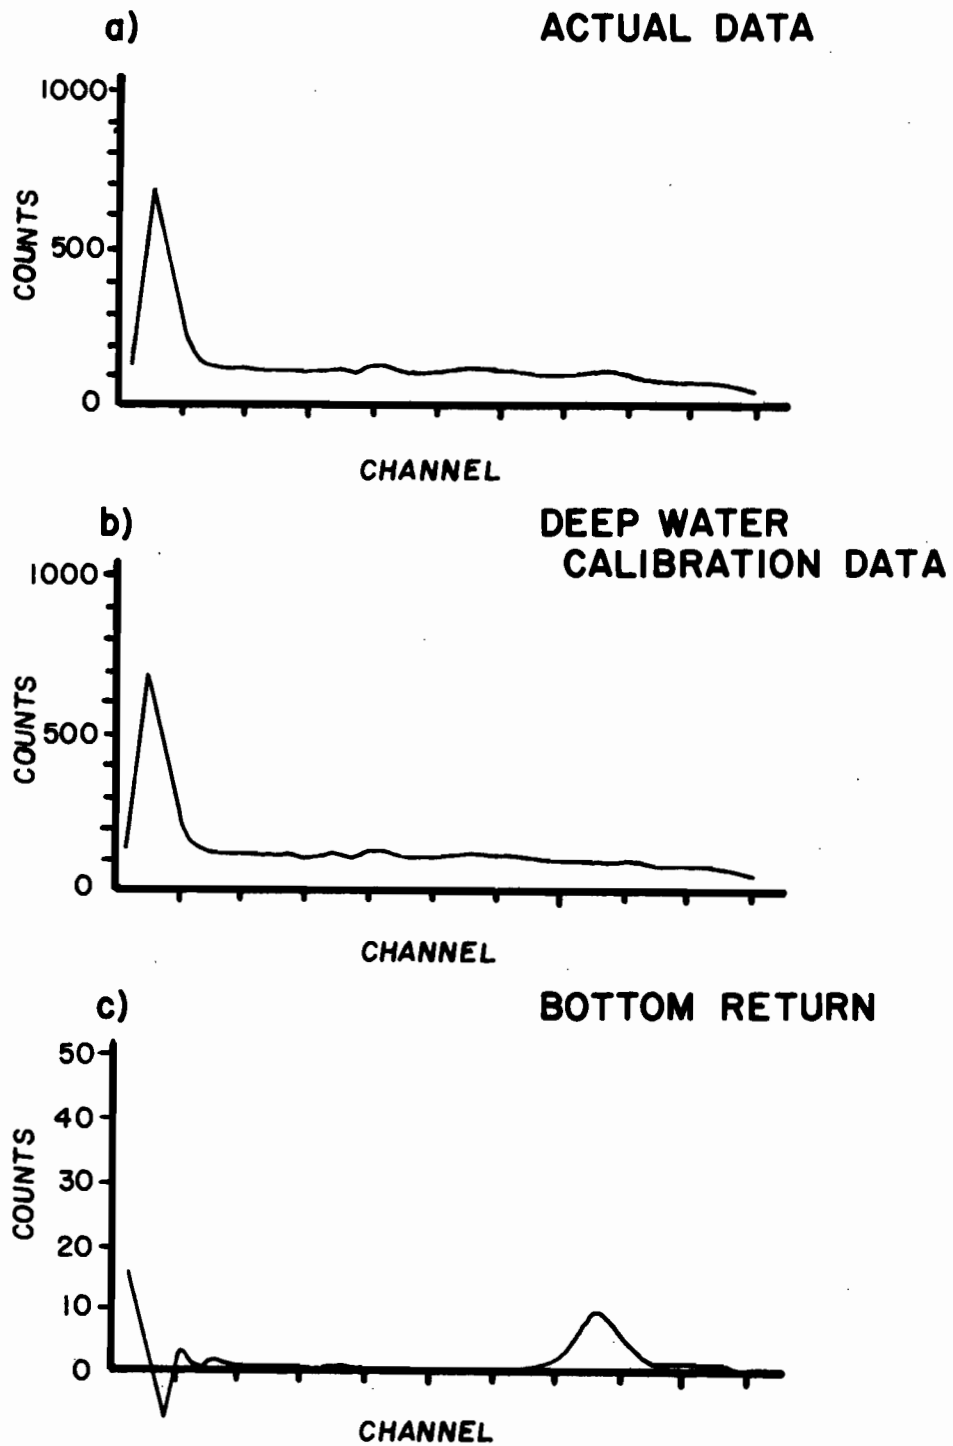 a)
ACTUAL DATA
1000
500
0
COUNTS
CHANNEL
b)
DEEP WATER
CALIBRATION DATA
1000
500
0
COUNTS
CHANNEL
c)
BOTTOM RETURN
50
40
30
20
10
0
COUNTS
CHANNEL